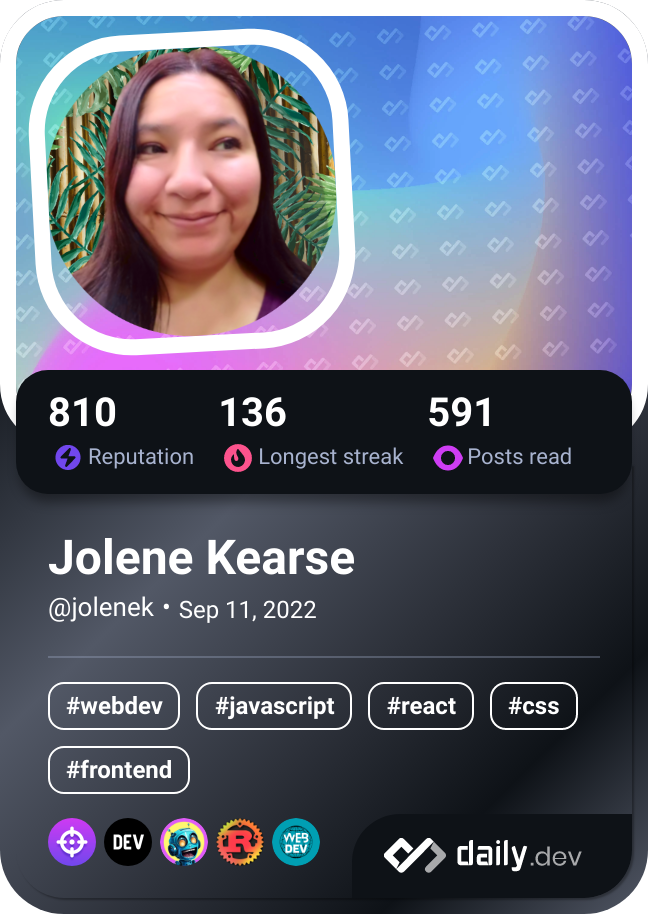 810 136 591
Reputation Longest streak Posts read
Jolene Kearse
@jolenek • Sep 11, 2022
#webdev #javascript #react #css
#frontend
DEV R WEB DEV
daily.dev